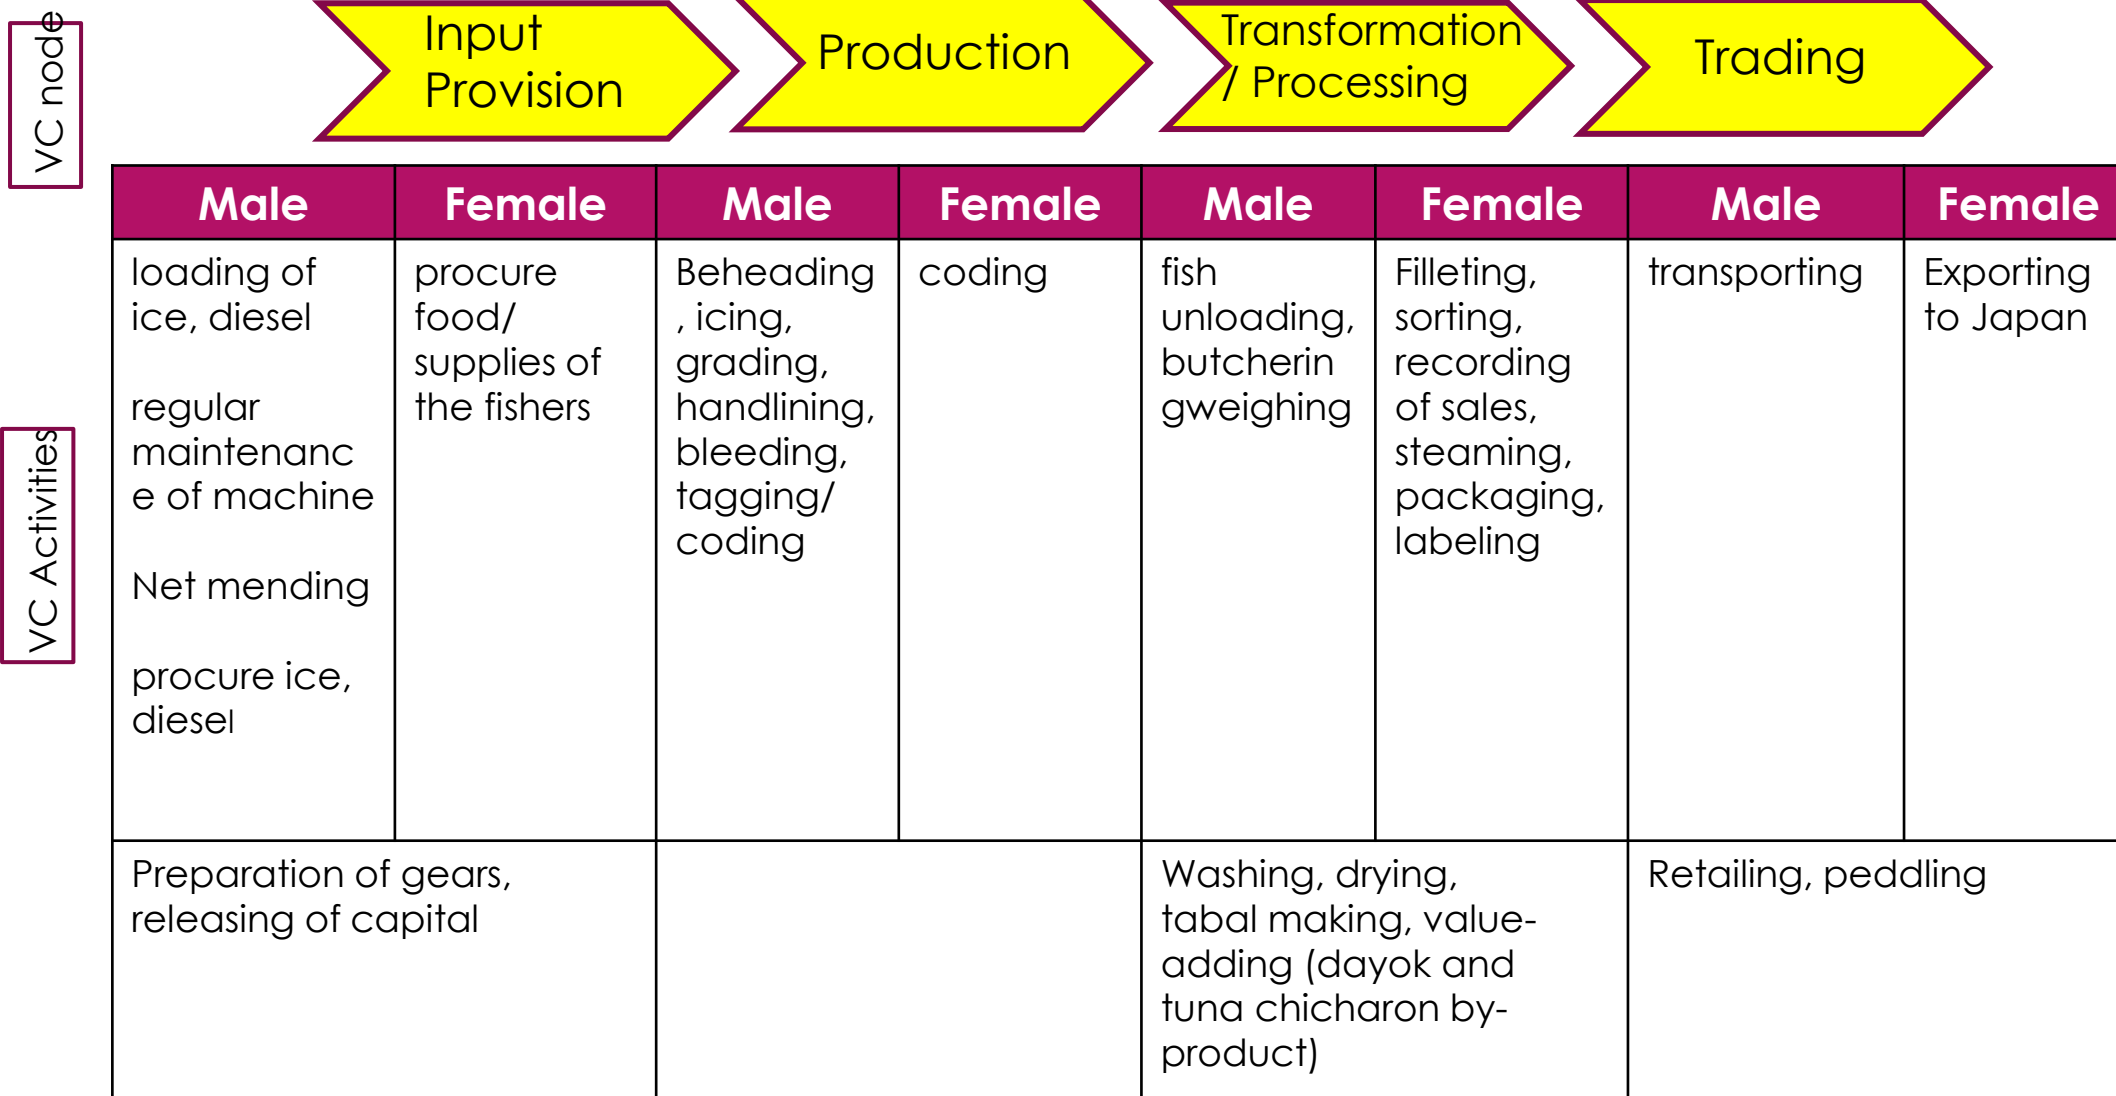 VC node
Input
Provision
Production
Transformation
/ Processing
Trading
Male
Female
Male
Female
Male
Female
Male
Female
VC Activities
loading of
ice, diesel
regular
maintenanc
e of machine
Net mending
procure ice,
diesel
procure
food/
supplies of
the fishers
Beheading
, icing,
grading,
handlining,
bleeding,
tagging/
coding
coding
fish
unloading,
butcherin
gweighing
Filleting,
sorting,
recording
of sales,
steaming,
packaging,
labeling
transporting
Exporting
to Japan
Preparation of gears,
releasing of capital
Washing, drying,
tabal making, value-
adding (dayok and
tuna chicharon by-
product)
Retailing, peddling